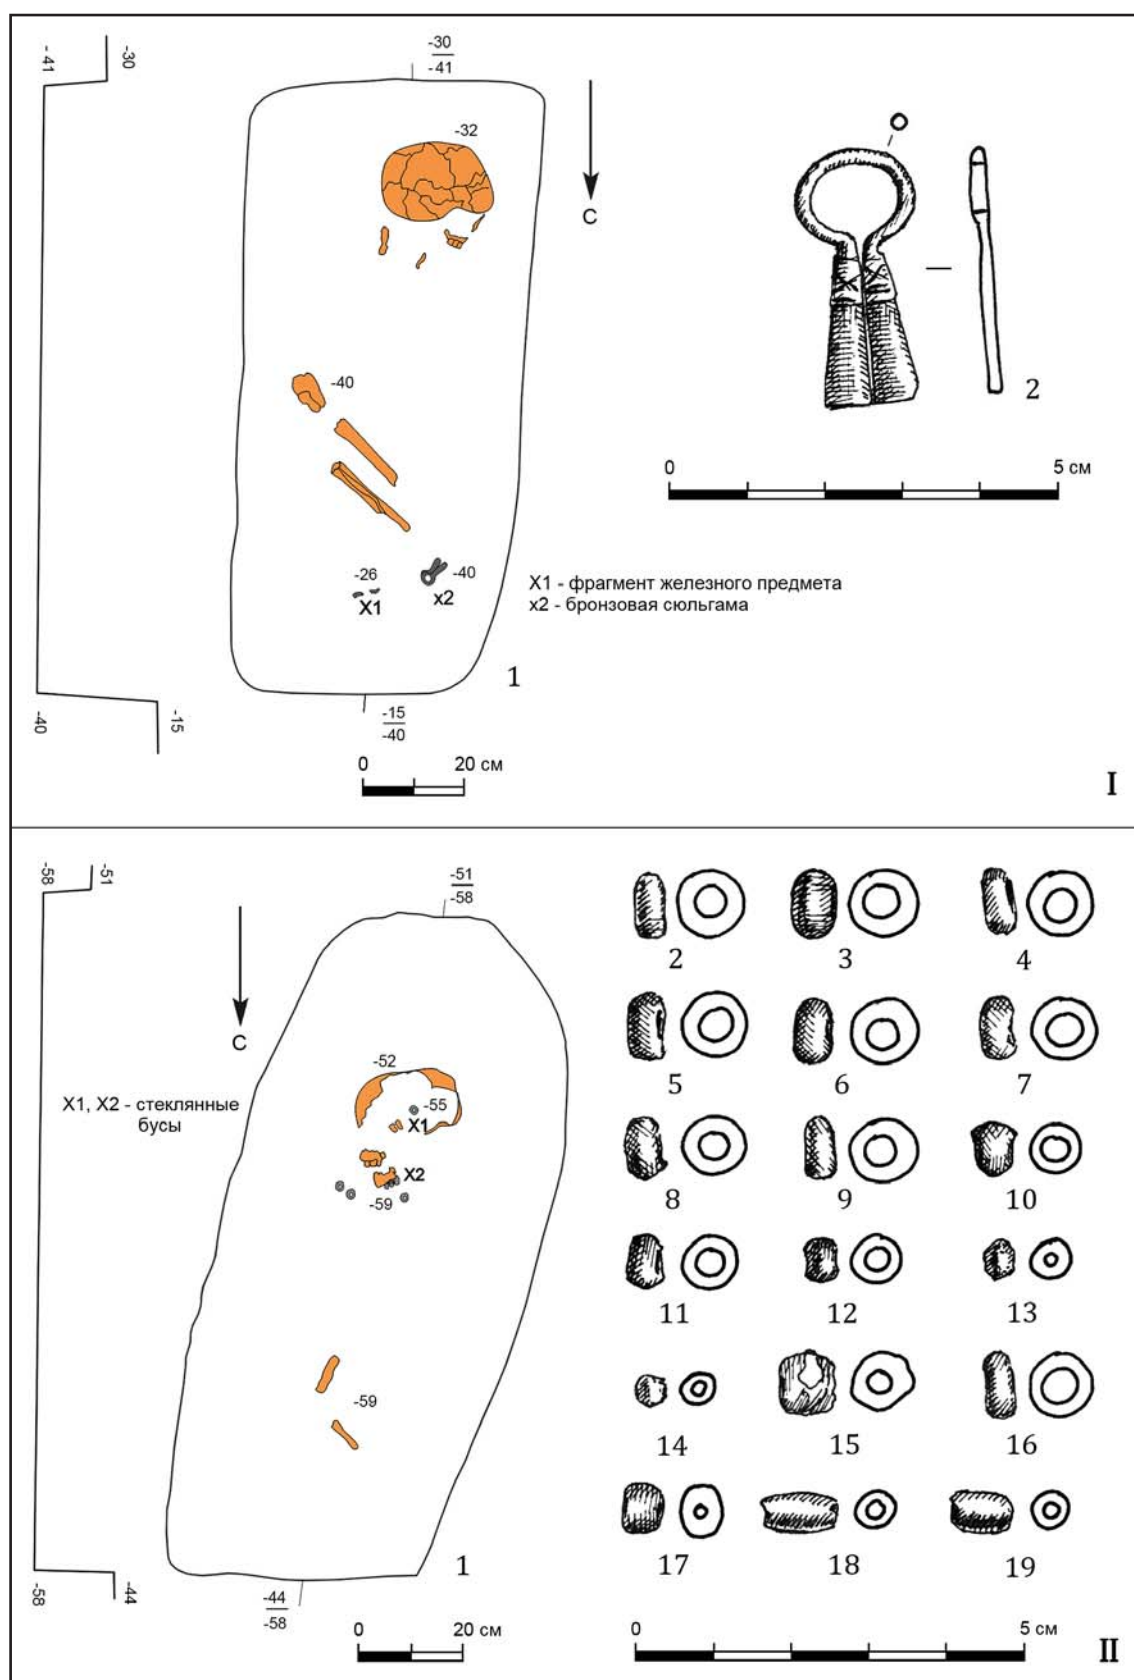 -41
-30
-30
-41
-32
С
2
-40
0 5 см
-26
-40
X1
x2
X1 - фрагмент железного предмета
x2 - бронзовая сюльгама
1
-40
-15
-15
-40
0 20 см
I
-58
-51
-51
-58
С
2
3
4
-52
5
6
7
X1, X2 - стеклянные
бусы
-55
X1
X2
-59
8
9
10
11
12
13
-59
14
15
16
17
18
19
1
-58
-44
-44
-58
0 20 см
0 5 см
II